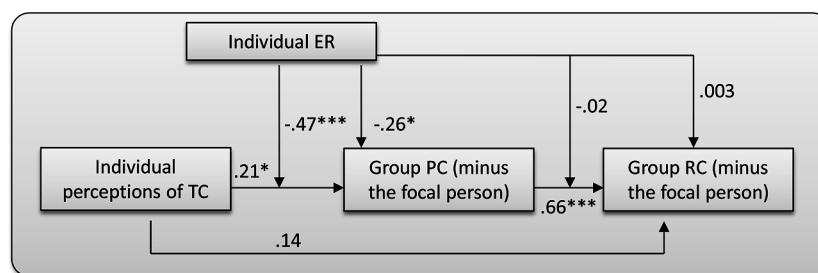 Individual ER
-.47***
-.26*
-.02
.003
Individual
perceptions of TC
.21*
Group PC (minus
the focal person)
.66***
Group RC (minus
the focal person)
.14